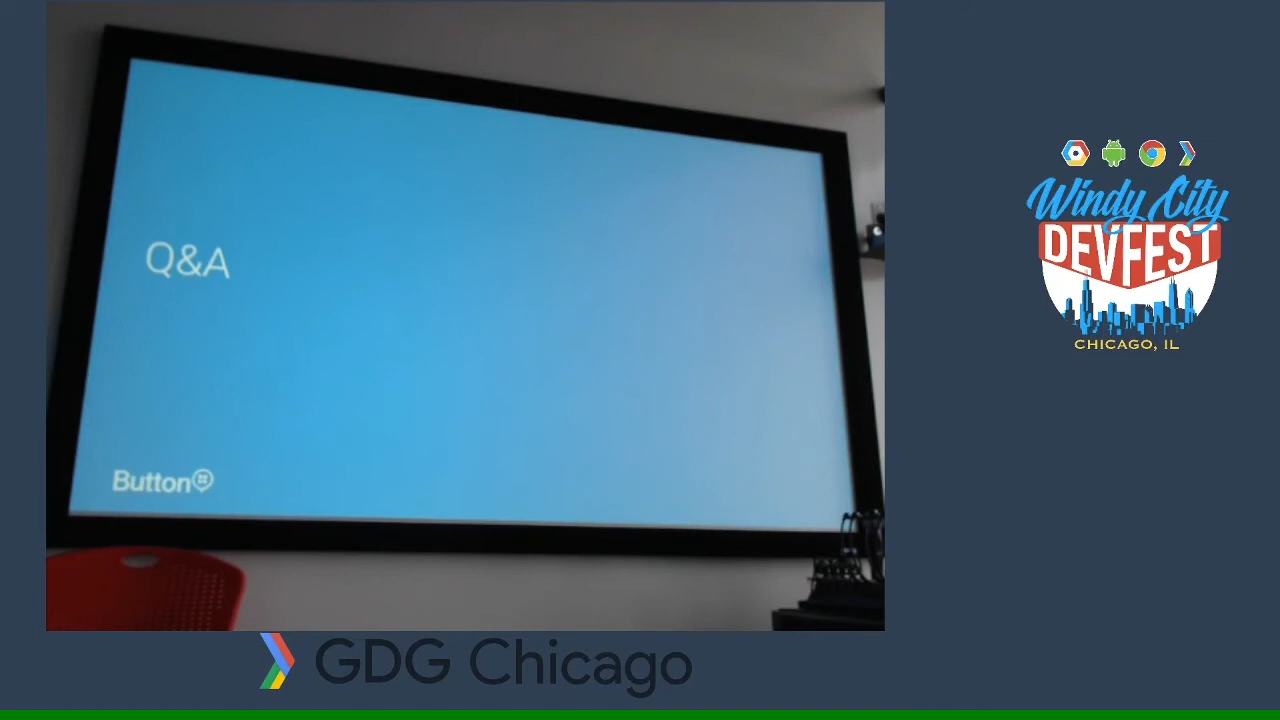 Q&A
Button
Windy City
DEVFEST
CHICAGO, IL
GDG Chicago